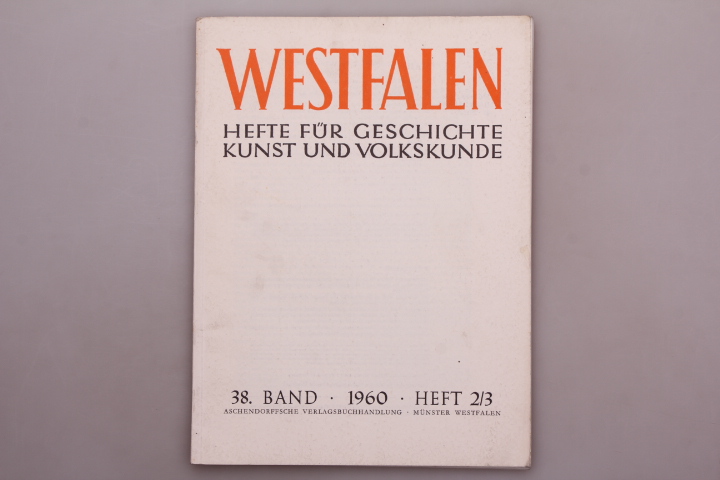 WESTFALEN
HEFTE FÜR GESCHICHTE
KUNST UND VOLKSKUNDE
38. BAND · 1960 · HEFT 2/3
ASCHENDORFFSCHE VERLAGSBUCHHANDLUNG · MÜNSTER WESTFALEN